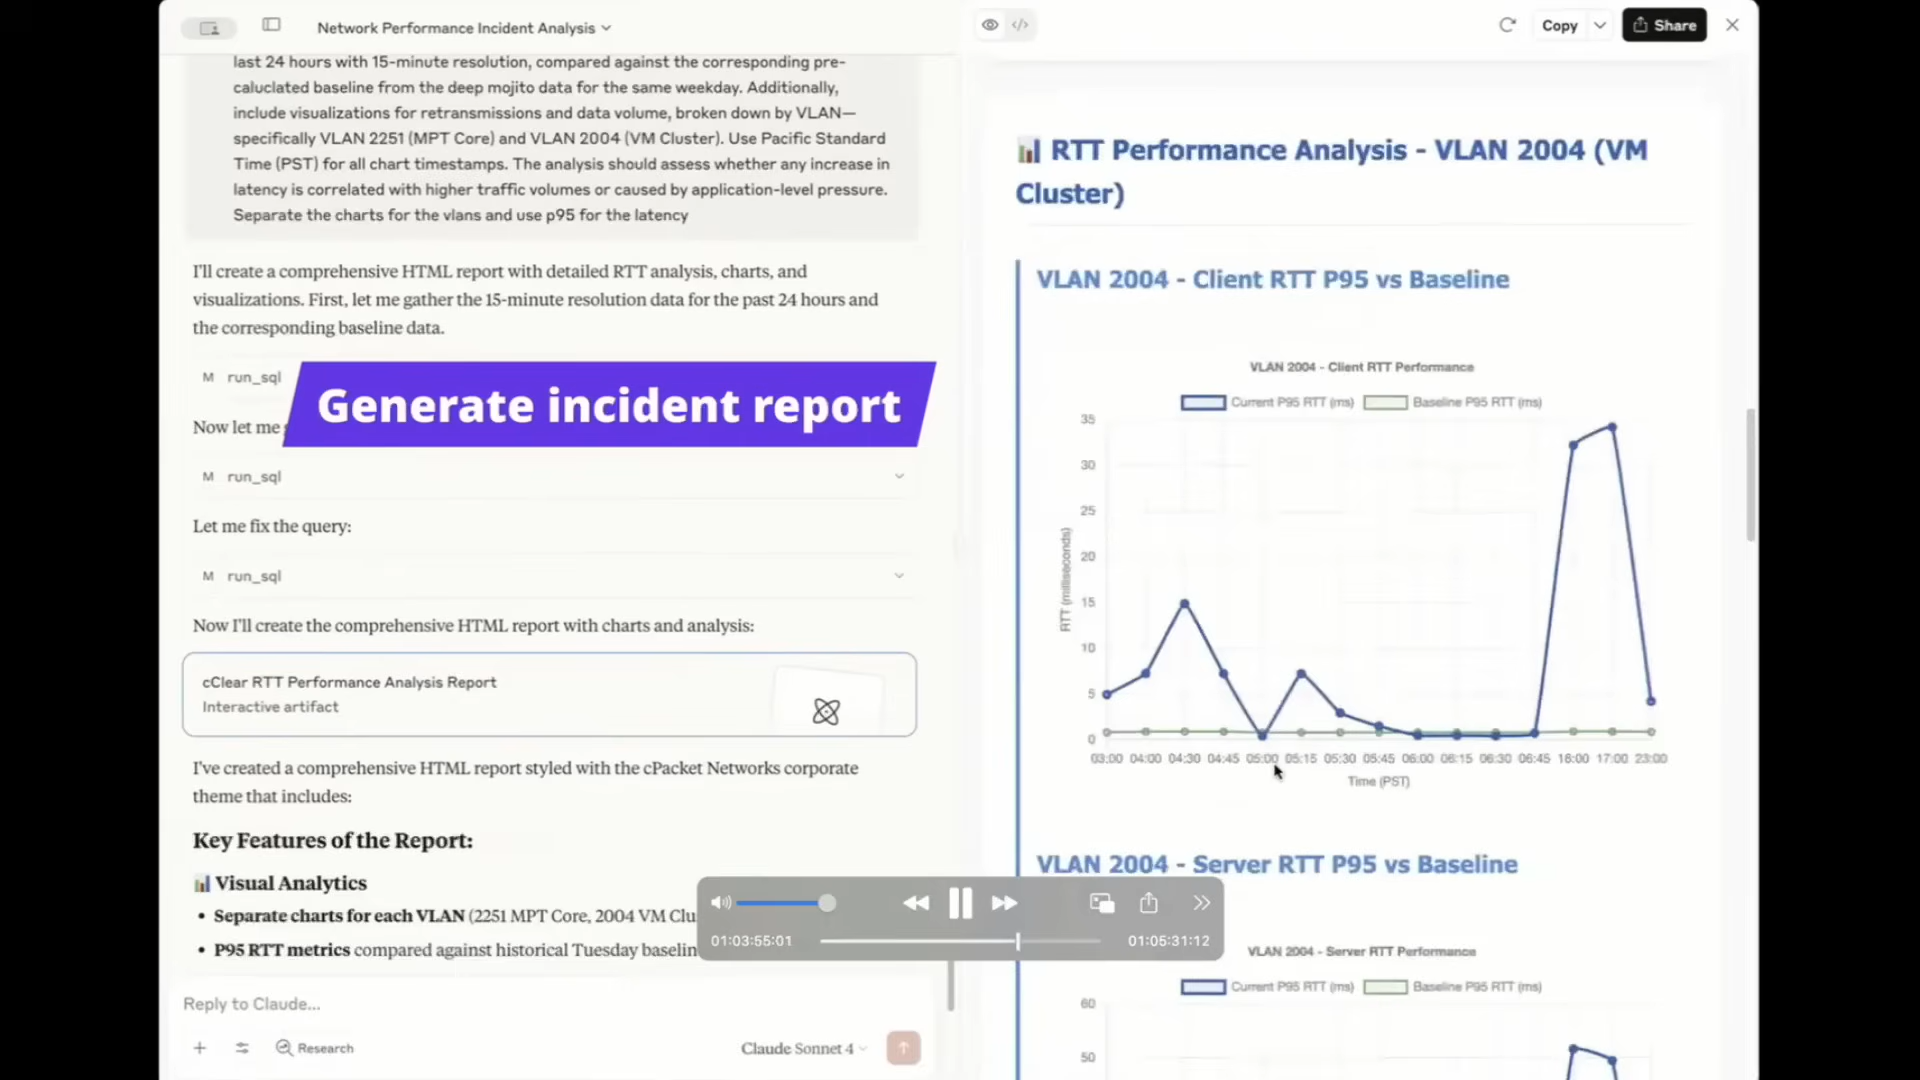 Network Performance Incident Analysis
last 24 hours with 15-minute resolution, compared against the corresponding pre-
caluclated baseline from the deep mojito data for the same weekday. Additionally,
include visualizations for retransmissions and data volume, broken down by VLAN—
specifically VLAN 2251 (MPT Core) and VLAN 2004 (VM Cluster). Use Pacific Standard
Time (PST) for all chart timestamps. The analysis should assess whether any increase in
latency is correlated with higher traffic volumes or caused by application-level pressure.
Separate the charts for the vlans and use p95 for the latency
I'll create a comprehensive HTML report with detailed RTT analysis, charts, and
visualizations. First, let me gather the 15-minute resolution data for the past 24 hours and
the corresponding baseline data.
M run_sql
Generate incident report
Now let me
M run_sql
Let me fix the query:
M run_sql
Now I'll create the comprehensive HTML report with charts and analysis:
cClear RTT Performance Analysis Report
Interactive artifact
I've created a comprehensive HTML report styled with the cPacket Networks corporate
theme that includes:
Key Features of the Report:
Visual Analytics
• Separate charts for each VLAN (2251 MPT Core, 2004 VM Clu
• P95 RTT metrics compared against historical Tuesday baselin
Reply to Claude...
Research
Claude Sonnet 4
Copy
Share
RTT Performance Analysis - VLAN 2004 (VM
Cluster)
VLAN 2004 - Client RTT P95 vs Baseline
VLAN 2004 - Client RTT Performance
Current P95 RTT (ms) Baseline P95 RTT (ms)
35
30
25
20
15
10
5
0
RTT (milliseconds)
03:00 04:00 04:30 04:45 05:00 05:15 05:30 05:45 06:00 06:15 06:30 06:45 18:00 17:00 23:00
Time (PST)
VLAN 2004 - Server RTT P95 vs Baseline
VLAN 2004 - Server RTT Performance
Current P95 RTT (ms) Baseline P95 RTT (ms)
60
50
01:03:55:01
01:05:31:12